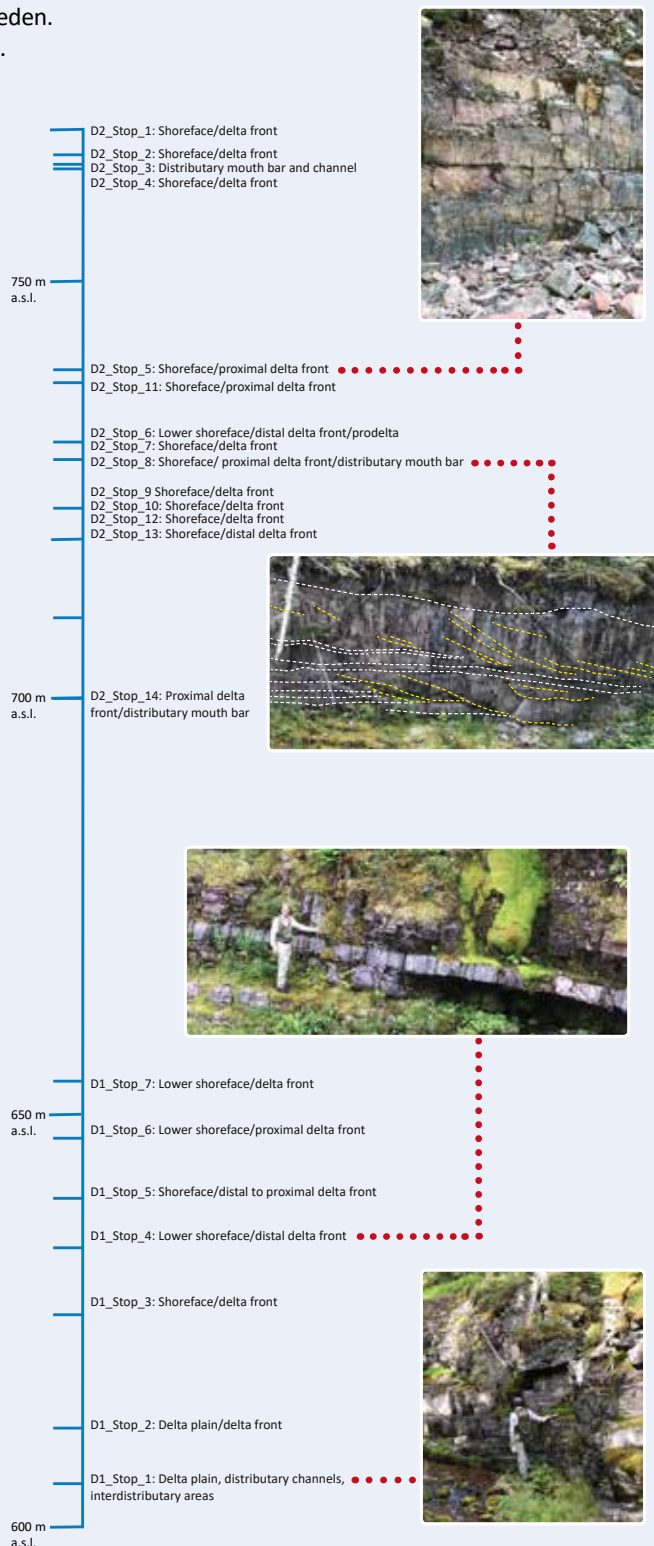 eden.
.
D2_Stop_1: Shoreface/delta front
D2_Stop_2: Shoreface/delta front
D2_Stop_3: Distributary mouth bar and channel
D2_Stop_4: Shoreface/delta front
750 m
a.s.l.
D2_Stop_5: Shoreface/proximal delta front
D2_Stop_11: Shoreface/proximal delta front
D2_Stop_6: Lower shoreface/distal delta front/prodelta
D2_Stop_7: Shoreface/delta front
D2_Stop_8: Shoreface/ proximal delta front/distributary mouth bar
D2_Stop_9 Shoreface/delta front
D2_Stop_10: Shoreface/delta front
D2_Stop_12: Shoreface/delta front
D2_Stop_13: Shoreface/distal delta front
700 m
a.s.l.
D2_Stop_14: Proximal delta
front/distributary mouth bar
D1_Stop_7: Lower shoreface/delta front
650 m
a.s.l.
D1_Stop_6: Lower shoreface/proximal delta front
D1_Stop_5: Shoreface/distal to proximal delta front
D1_Stop_4: Lower shoreface/distal delta front
D1_Stop_3: Shoreface/delta front
D1_Stop_2: Delta plain/delta front
D1_Stop_1: Delta plain, distributary channels,
interdistributary areas
600 m
a.s.l.